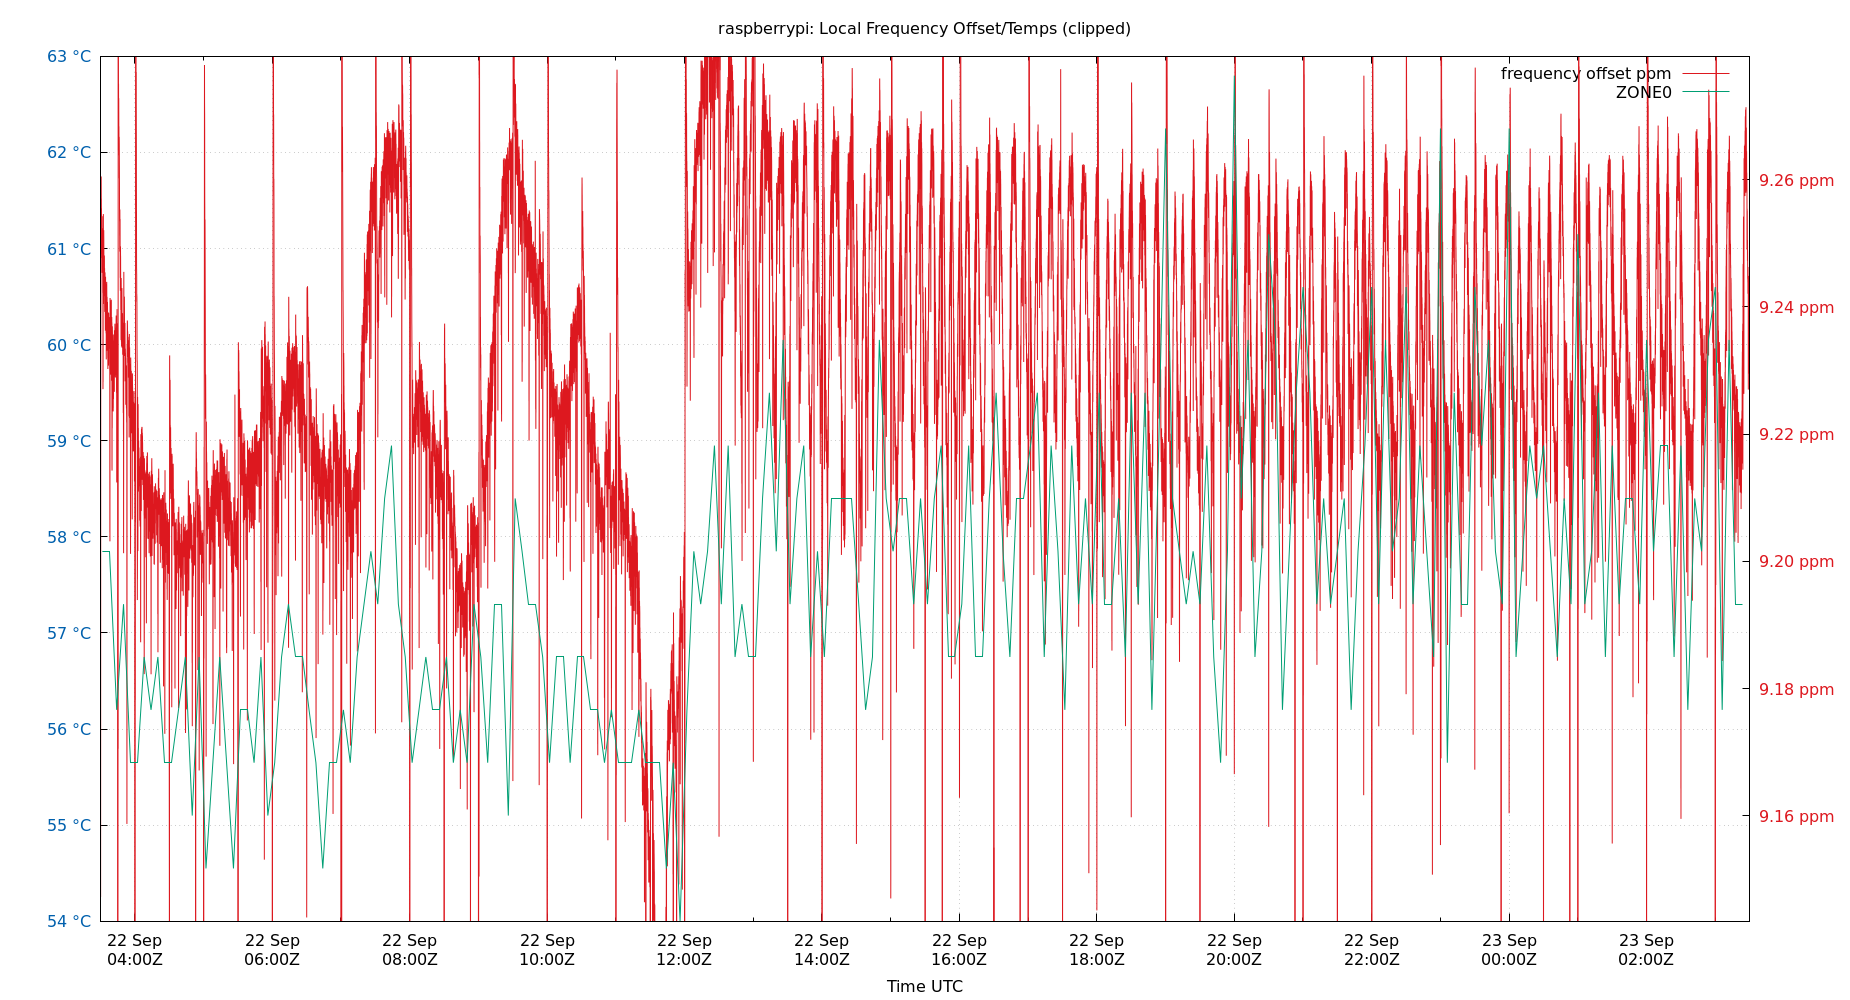 raspberrypi: Local Frequency Offset/Temps (clipped)
63 °C
62 °C
61 °C
60 °C
59 °C
58 °C
57 °C
56 °C
55 °C
54 °C
frequency offset ppm
ZONE0
9.26 ppm
9.24 ppm
9.22 ppm
9.20 ppm
9.18 ppm
9.16 ppm
22 Sep 22 Sep 22 Sep 22 Sep 22 Sep 22 Sep 22 Sep 22 Sep 22 Sep 22 Sep 23 Sep 23 Sep
04:00Z 06:00Z 08:00Z 10:00Z 12:00Z 14:00Z 16:00Z 18:00Z 20:00Z 22:00Z 00:00Z 02:00Z
Time UTC